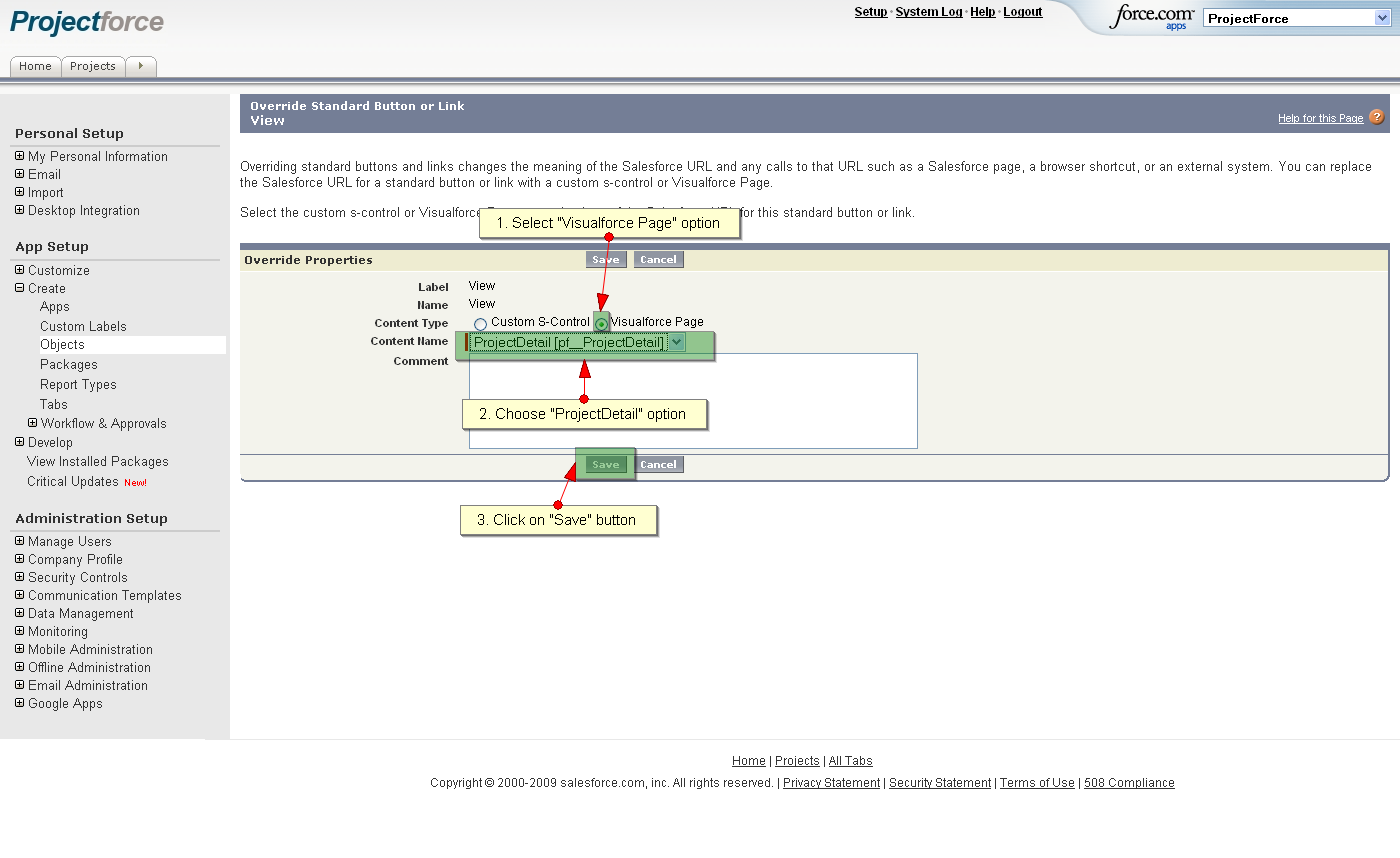 Projectforce
Setup · System Log · Help · Logout
force.com
apps
ProjectForce
Home
Projects
Personal Setup
My Personal Information
Email
Import
Desktop Integration
App Setup
Customize
Create
Apps
Custom Labels
Objects
Packages
Report Types
Tabs
Workflow & Approvals
Develop
View Installed Packages
Critical Updates New!
Administration Setup
Manage Users
Company Profile
Security Controls
Communication Templates
Data Management
Monitoring
Mobile Administration
Offline Administration
Email Administration
Google Apps
Override Standard Button or Link
View
Help for this Page ?
Overriding standard buttons and links changes the meaning of the Salesforce URL and any calls to that URL such as a Salesforce page, a browser shortcut, or an external system. You can replace
the Salesforce URL for a standard button or link with a custom s-control or Visualforce Page.
Select the custom s-control or Visualforce for this standard button or link.
1. Select "Visualforce Page" option
Override Properties
Save Cancel
Label View
Name View
Content Type Custom S-Control Visualforce Page
Content Name ProjectDetail [pf__ProjectDetail]
Comment
2. Choose "ProjectDetail" option
Save Cancel
3. Click on "Save" button
Home | Projects | All Tabs
Copyright © 2000-2009 salesforce.com, inc. All rights reserved. | Privacy Statement | Security Statement | Terms of Use | 508 Compliance